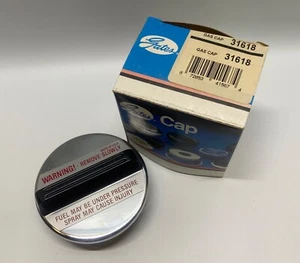 Gates
GAS CAP 31618
GAS CAP 31618
Gates
Cap
WARNING! - REMOVE SLOWLY
FUEL MAY BE UNDER PRESSURE
SPRAY MAY CAUSE INJURY